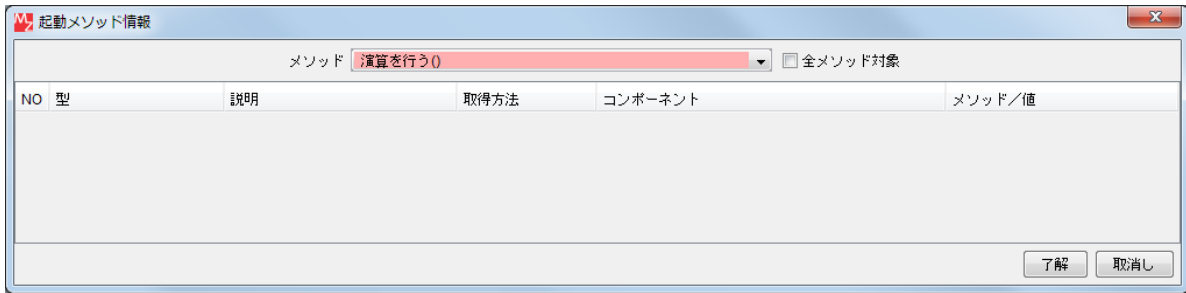 起動メソッド情報
メソッド 演算を行う() 全メソッド対象
NO 型 説明 取得方法 コンポーネント メソッド／値
了解 取消し